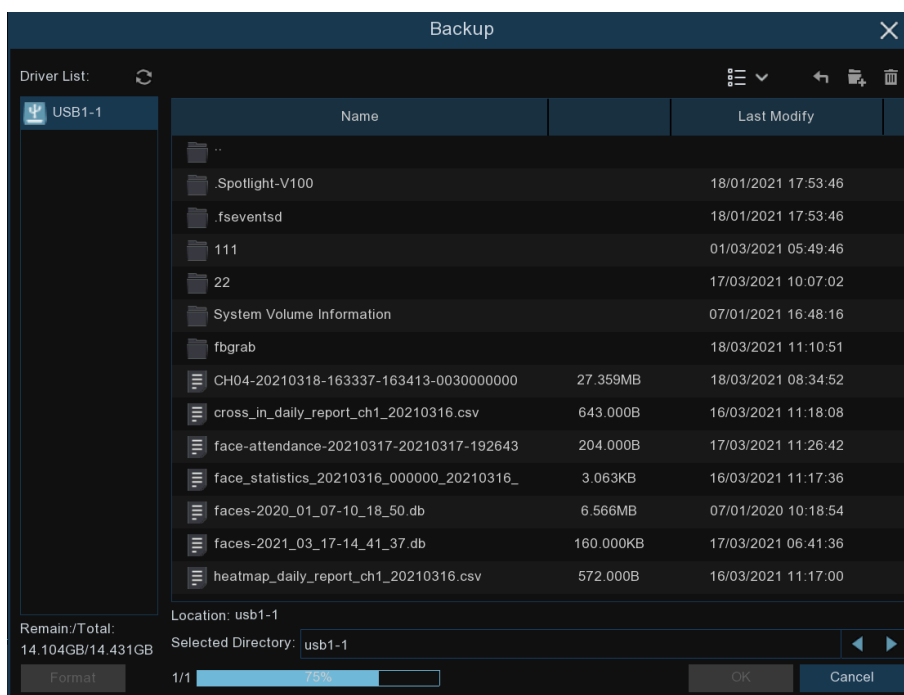 Backup
Driver List:
USB1-1
Name Last Modify
..
.Spotlight-V100 18/01/2021 17:53:46
.fseventsd 18/01/2021 17:53:46
111 01/03/2021 05:49:46
22 17/03/2021 10:07:02
System Volume Information 07/01/2021 16:48:16
fbgrab 18/03/2021 11:10:51
CH04-20210318-163337-163413-0030000000 27.359MB 18/03/2021 08:34:52
cross_in_daily_report_ch1_20210316.csv 643.000B 16/03/2021 11:18:08
face-attendance-20210317-20210317-192643 204.000B 17/03/2021 11:26:42
face_statistics_20210316_000000_20210316_ 3.063KB 16/03/2021 11:17:36
faces-2020_01_07-10_18_50.db 6.566MB 07/01/2020 10:18:54
faces-2021_03_17-14_41_37.db 160.000KB 17/03/2021 06:41:36
heatmap_daily_report_ch1_20210316.csv 572.000B 16/03/2021 11:17:00
Location: usb1-1
Remain:/Total:
14.104GB/14.431GB
Selected Directory: usb1-1
Format 1/1 75% OK Cancel